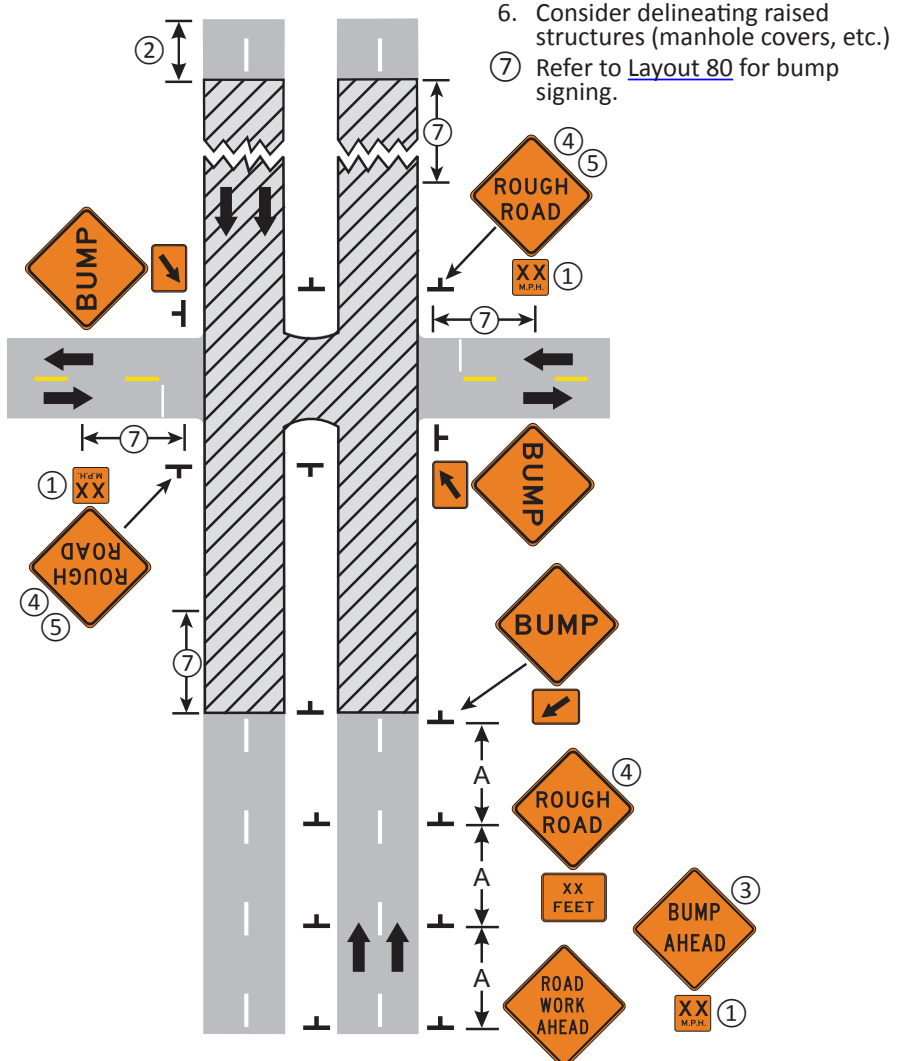 6. Consider delineating raised
structures (manhole covers, etc.)
⑦ Refer to Layout 80 for bump
signing.
②
⑦
④
⑤
ROUGH
ROAD
XX
M.P.H.
①
BUMP
⑦
⑦
①
XX
M.P.H.
ROUGH
ROAD
④
⑤
BUMP
⑦
BUMP
A
ROUGH
ROAD
④
XX
FEET
A
BUMP
AHEAD
③
XX
M.P.H.
①
A
ROAD
WORK
AHEAD